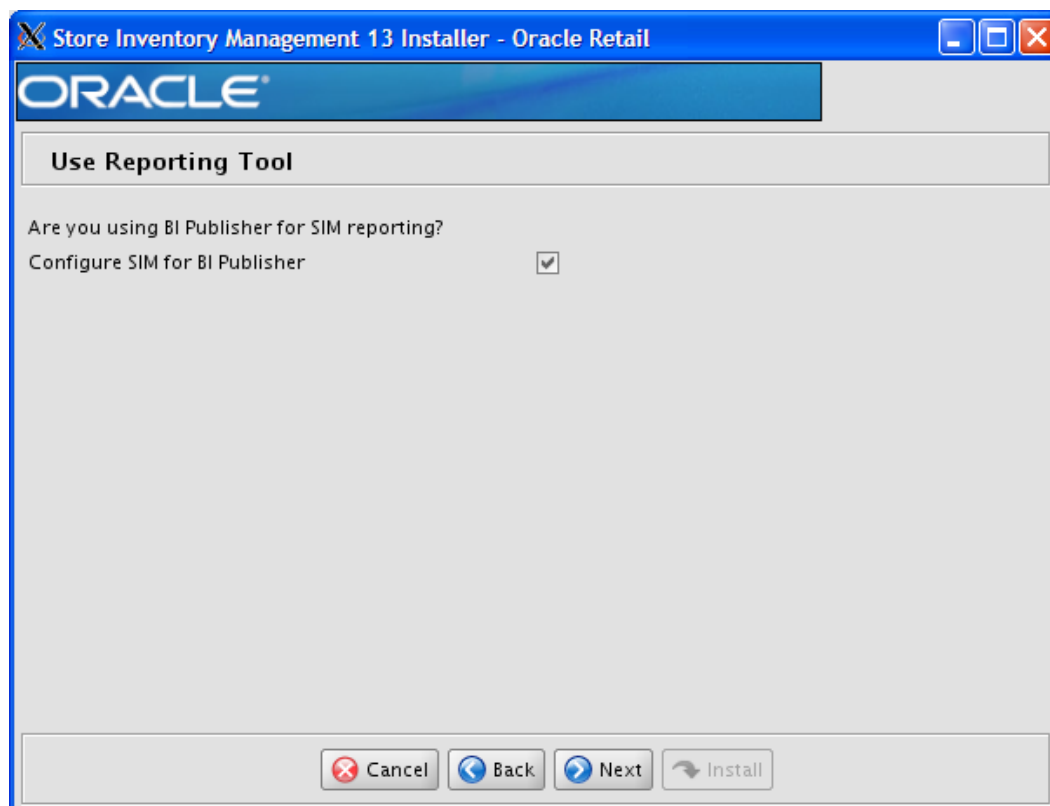 Store Inventory Management 13 Installer - Oracle Retail
ORACLE®
Use Reporting Tool
Are you using BI Publisher for SIM reporting?
Configure SIM for BI Publisher
Cancel Back Next Install